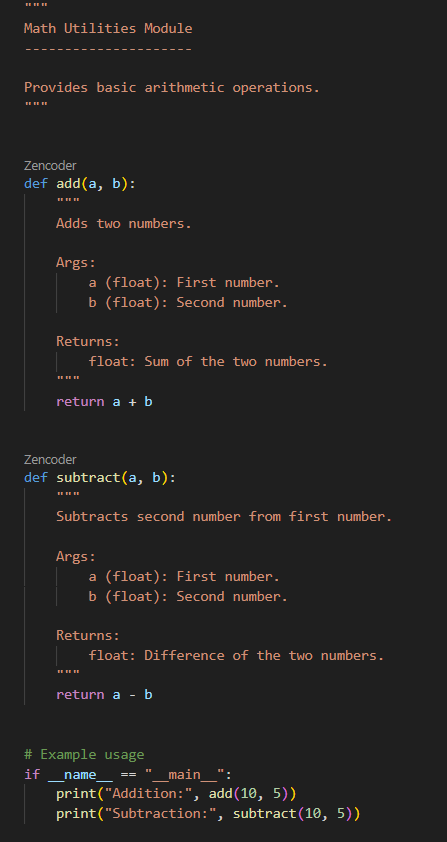 """
Math Utilities Module
---------------------
Provides basic arithmetic operations.
"""
Zencoder
def add(a, b):
    """
    Adds two numbers.
    Args:
        a (float): First number.
        b (float): Second number.
    Returns:
        float: Sum of the two numbers.
    """
    return a + b
Zencoder
def subtract(a, b):
    """
    Subtracts second number from first number.
    Args:
        a (float): First number.
        b (float): Second number.
    Returns:
        float: Difference of the two numbers.
    """
    return a - b
# Example usage
if __name__ == "__main__":
    print("Addition:", add(10, 5))
    print("Subtraction:", subtract(10, 5))